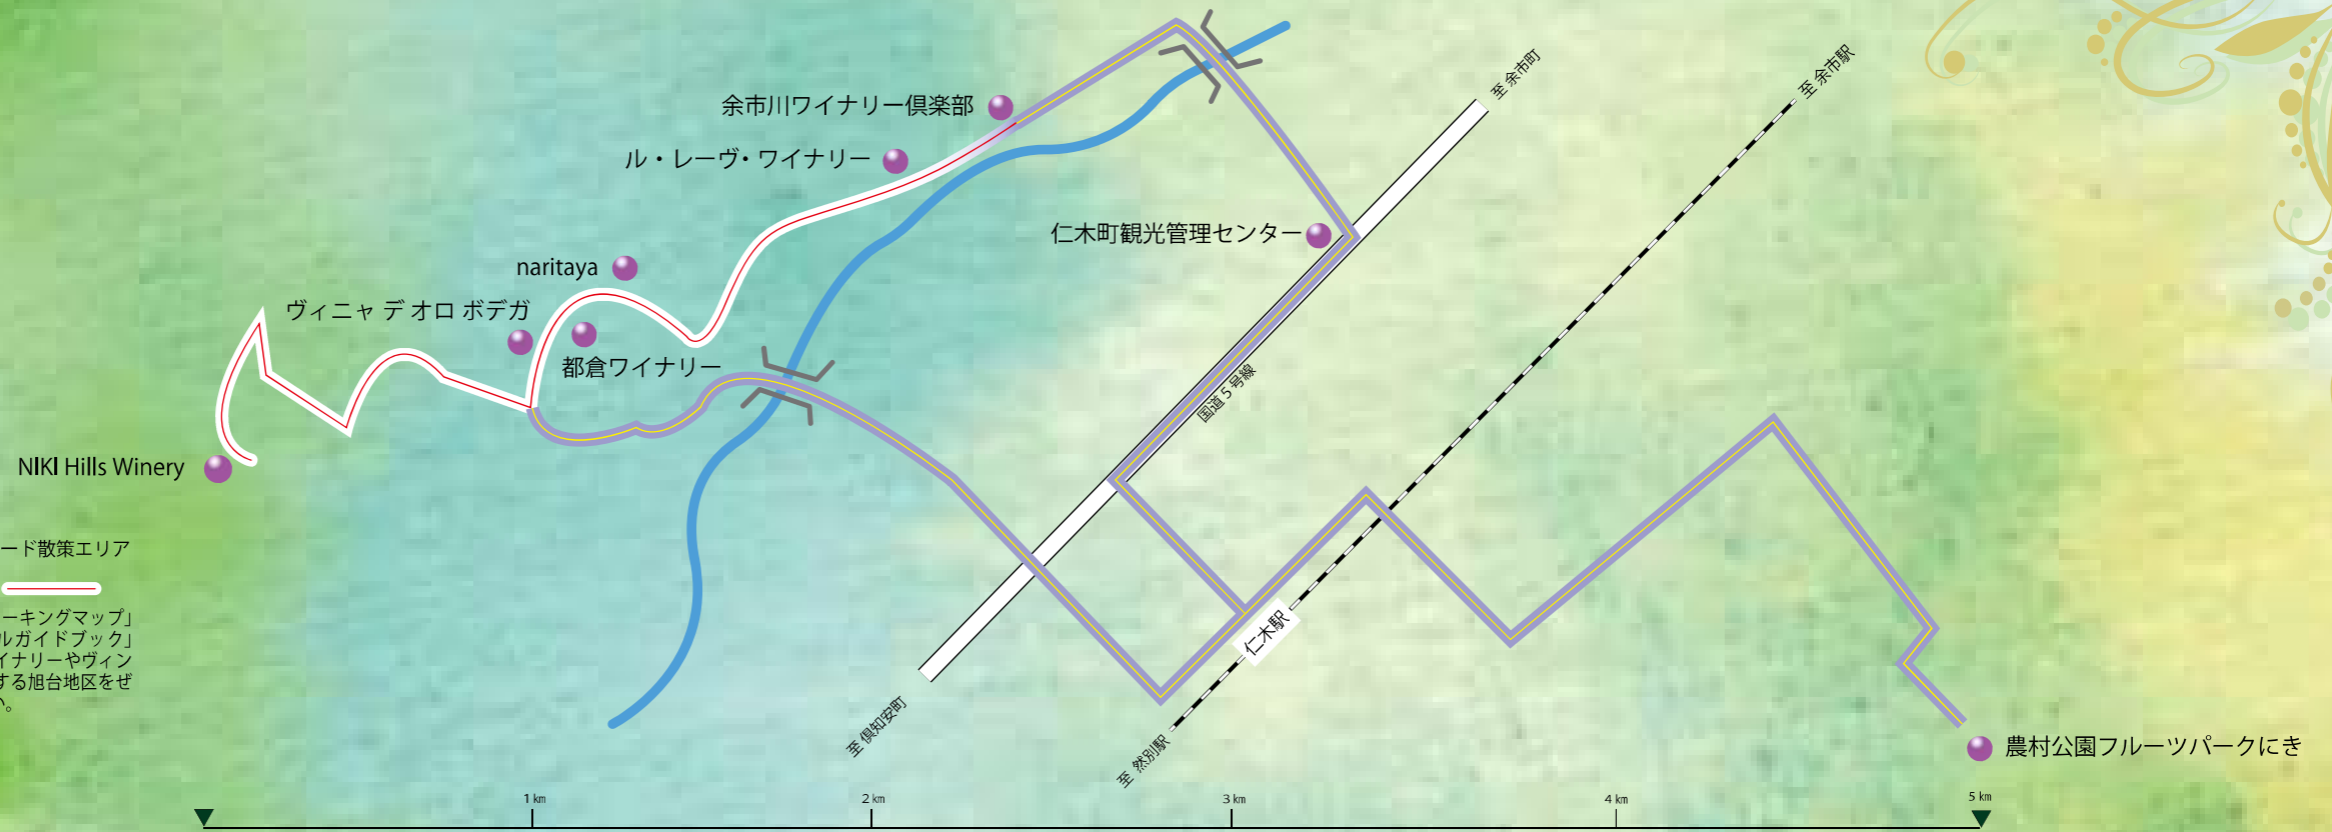 至 余市町
至 余市駅
余市川ワイナリー倶楽部
ル・レーヴ・ワイナリー
仁木町観光管理センター
naritaya
ヴィニャ デ オロ ボデガ
都倉ワイナリー
国道５号線
NIKI Hills Winery
ード散策エリア
ーキングマップ」
ルガイドブック」
イナリーやヴィン
する旭台地区をぜ
い。
仁木駅
至 倶知安町
至 然別駅
農村公園フルーツパークにき
1 ㎞
2 ㎞
3 ㎞
4 ㎞
5 ㎞